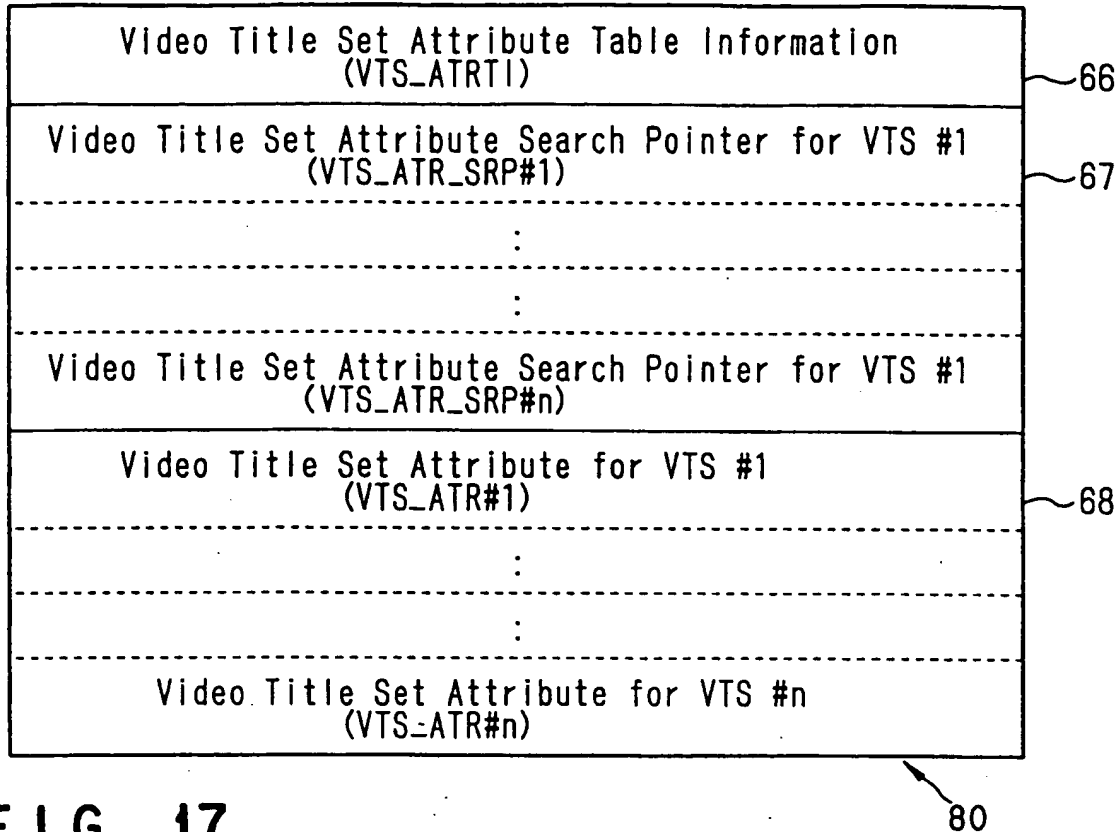 Video Title Set Attribute Table Information
(VTS_ATRTI)
66
Video Title Set Attribute Search Pointer for VTS #1
(VTS_ATR_SRP#1)
67
:
:
Video Title Set Attribute Search Pointer for VTS #1
(VTS_ATR_SRP#n)
Video Title Set Attribute for VTS #1
(VTS_ATR#1)
68
:
:
Video Title Set Attribute for VTS #n
(VTS_ATR#n)
80
FIG. 17